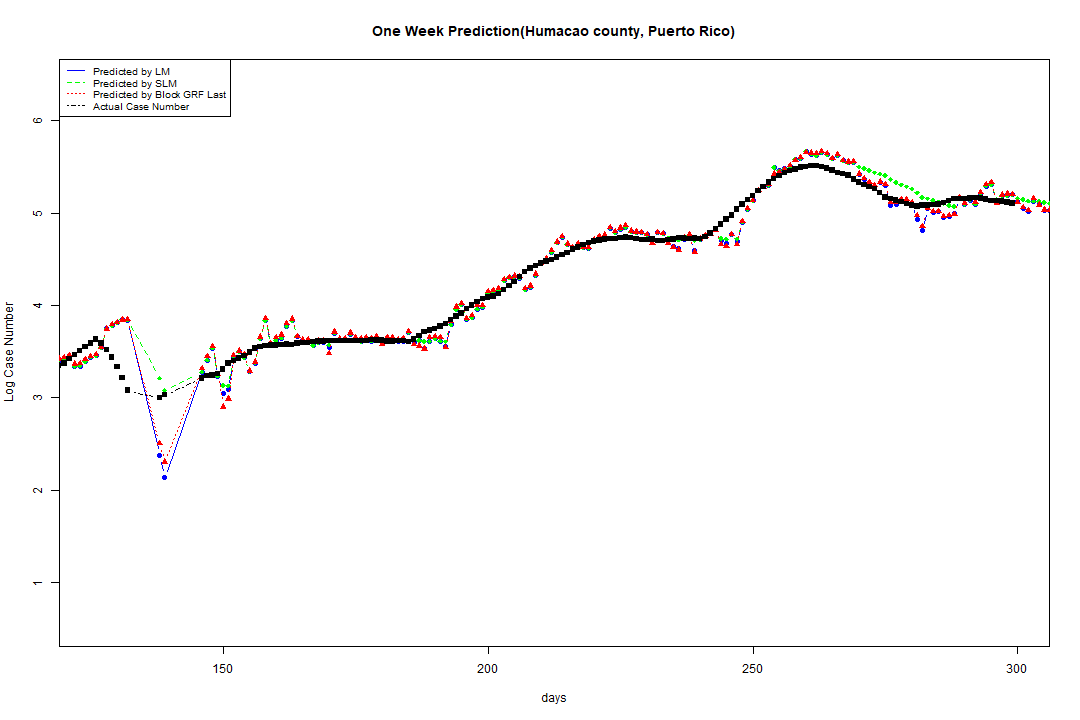 One Week Prediction(Humacao county, Puerto Rico)
Predicted by LM
Predicted by SLM
Predicted by Block GRF Last
Actual Case Number
6
5
4
3
2
1
Log Case Number
150 200 250 300
days